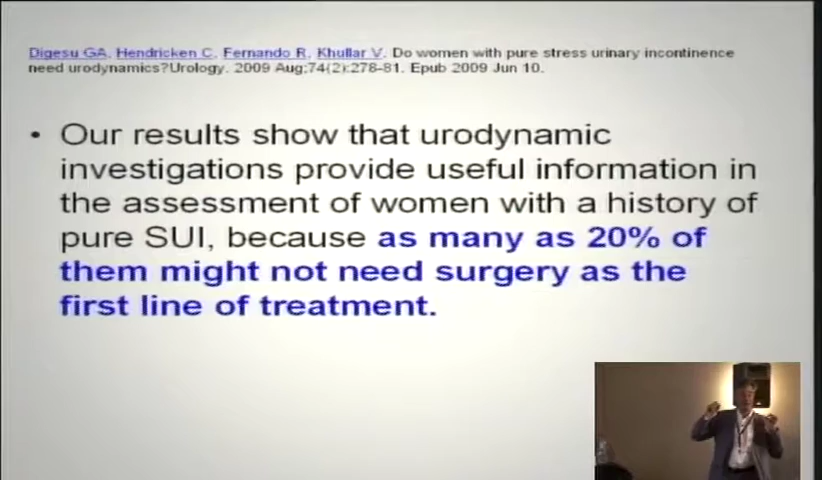 Digesu GA, Hendricken C, Fernando R, Khullar V. Do women with pure stress urinary incontinence
need urodynamics?Urology. 2009 Aug;74(2):278-81. Epub 2009 Jun 10.
• Our results show that urodynamic
investigations provide useful information in
the assessment of women with a history of
pure SUI, because as many as 20% of
them might not need surgery as the
first line of treatment.